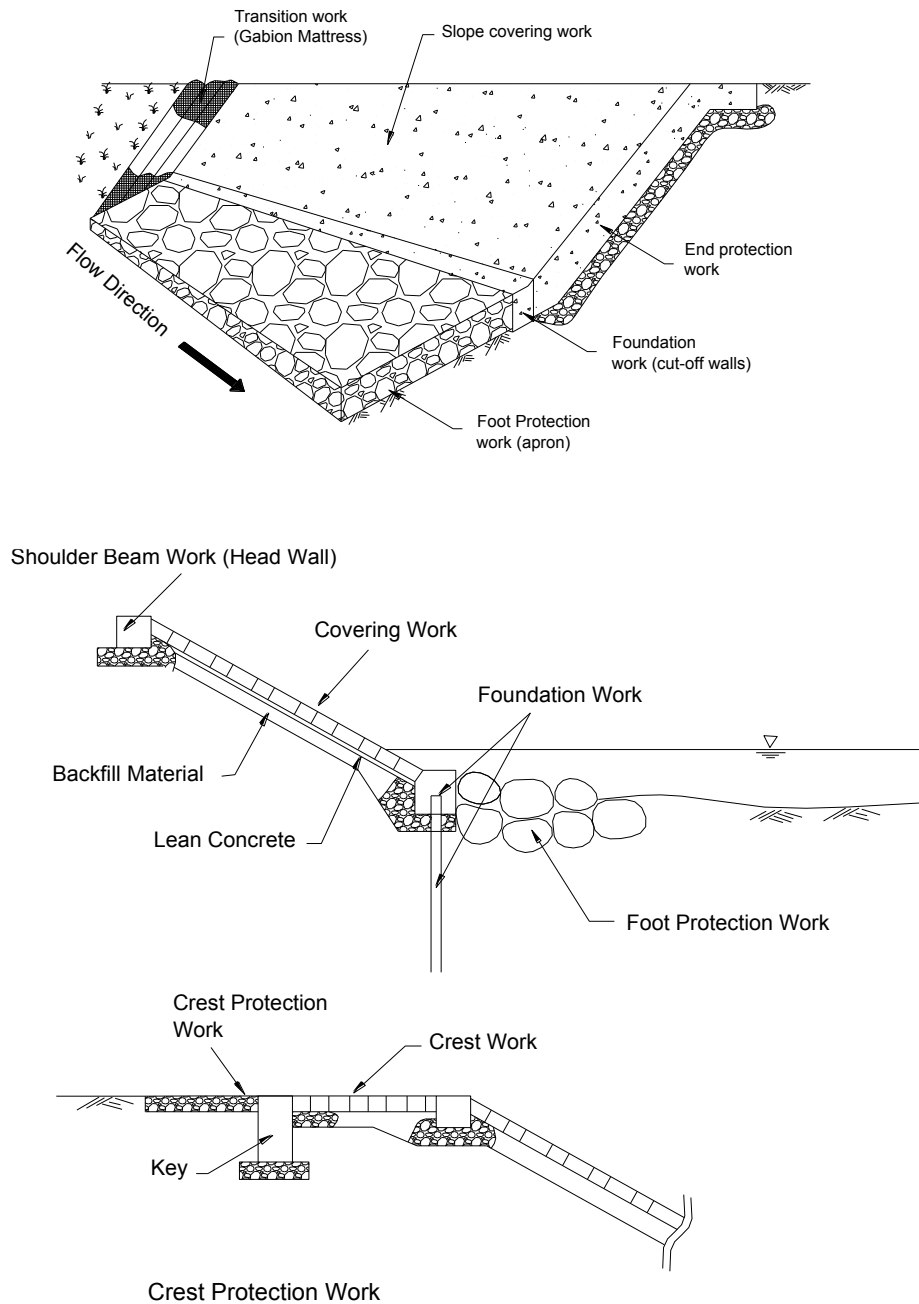 Transition work
(Gabion Mattress)
Slope covering work
End protection
work
Flow Direction
Foundation
work (cut-off walls)
Foot Protection
work (apron)
Shoulder Beam Work (Head Wall)
Covering Work
Foundation Work
Backfill Material
Lean Concrete
Foot Protection Work
Crest Protection
Work
Crest Work
Key
Crest Protection Work